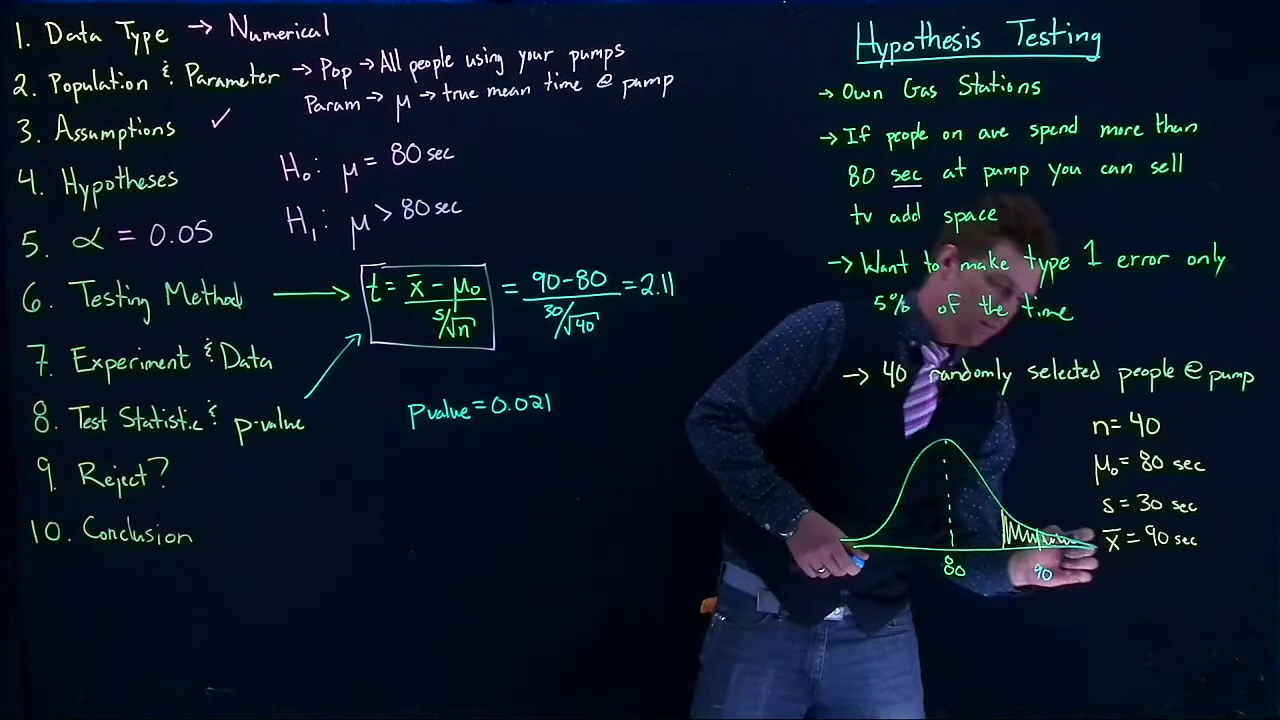 1. Data Type → Numerical
2. Population & Parameter → Pop → All people using your pumps
Param → μ → true mean time @ pump
3. Assumptions ✓
4. Hypotheses
H₀: μ = 80 sec
H₁: μ > 80 sec
5. α = 0.05
6. Testing Method → t = x̄ - μ₀ / s/√n = 90-80 / 30/√40 = 2.11
7. Experiment & Data
8. Test Statistic & p-value
pvalue = 0.021
9. Reject?
10. Conclusion
Hypothesis Testing
→ Own Gas Stations
→ If people on ave spend more than
80 sec at pump you can sell
tv add space
→ Want to make type 1 error only
5% of the time
→ 40 randomly selected people @ pump
n = 40
μ₀ = 80 sec
s = 30 sec
x̄ = 90 sec
80
90